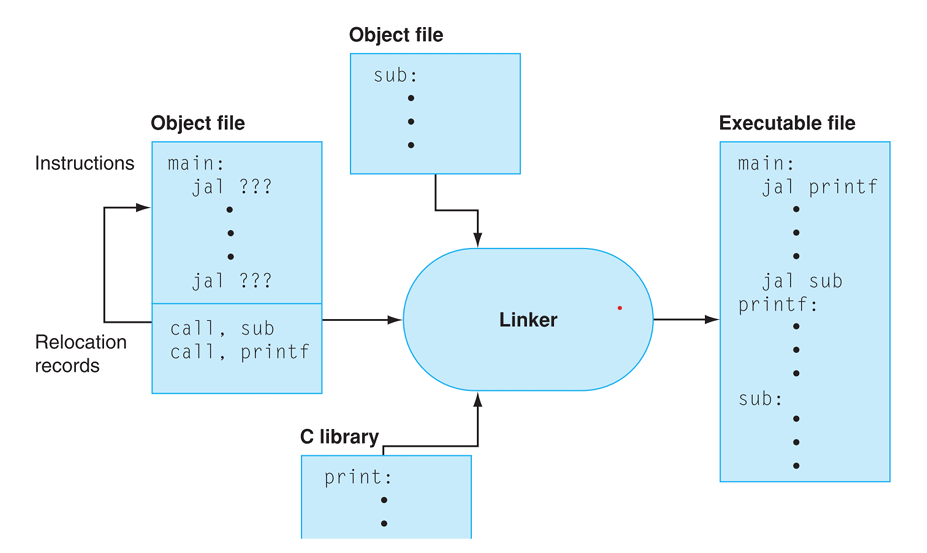 Object file
sub:
Object file
Instructions
main:
jal ???
jal ???
Relocation
records
call, sub
call, printf
Linker
C library
print:
Executable file
main:
jal printf
jal sub
printf:
sub: